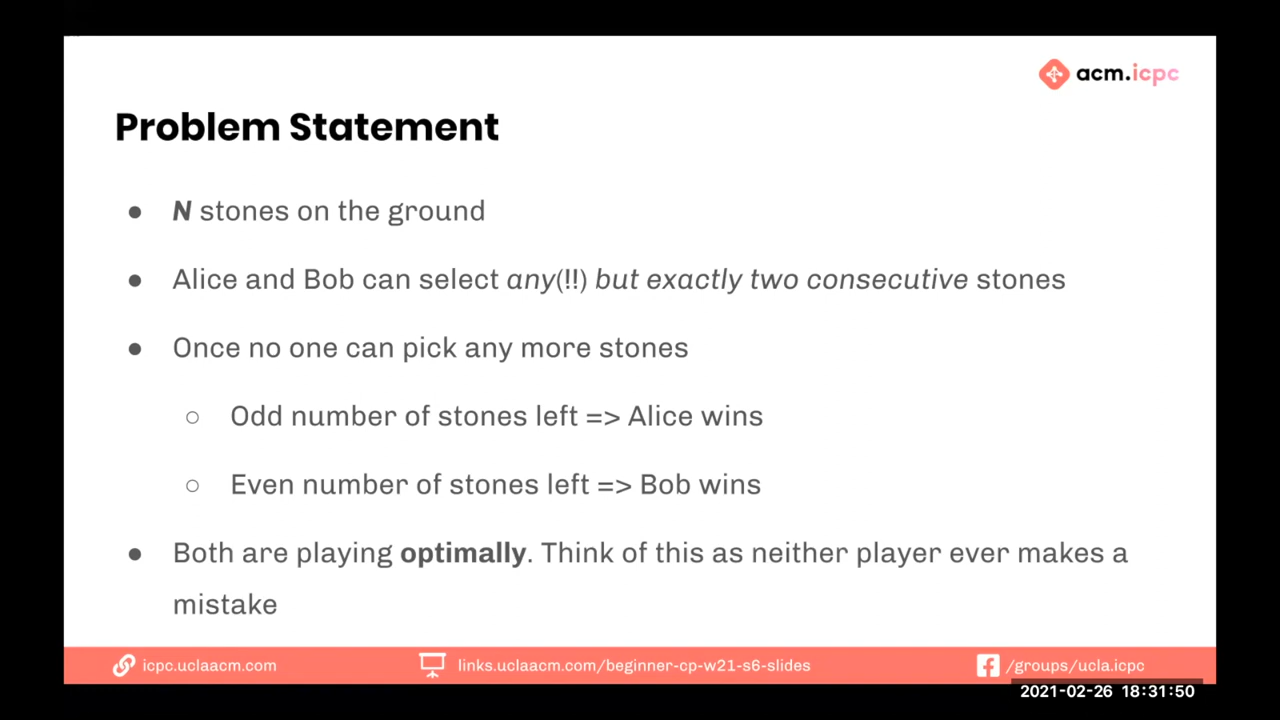 acm.icpc
Problem Statement
● N stones on the ground
● Alice and Bob can select any(!!) but exactly two consecutive stones
● Once no one can pick any more stones
○ Odd number of stones left => Alice wins
○ Even number of stones left => Bob wins
● Both are playing optimally. Think of this as neither player ever makes a
mistake
icpc.uclaacm.com
links.uclaacm.com/beginner-cp-w21-s6-slides
/groups/ucla.icpc
2021-02-26 18:31:50